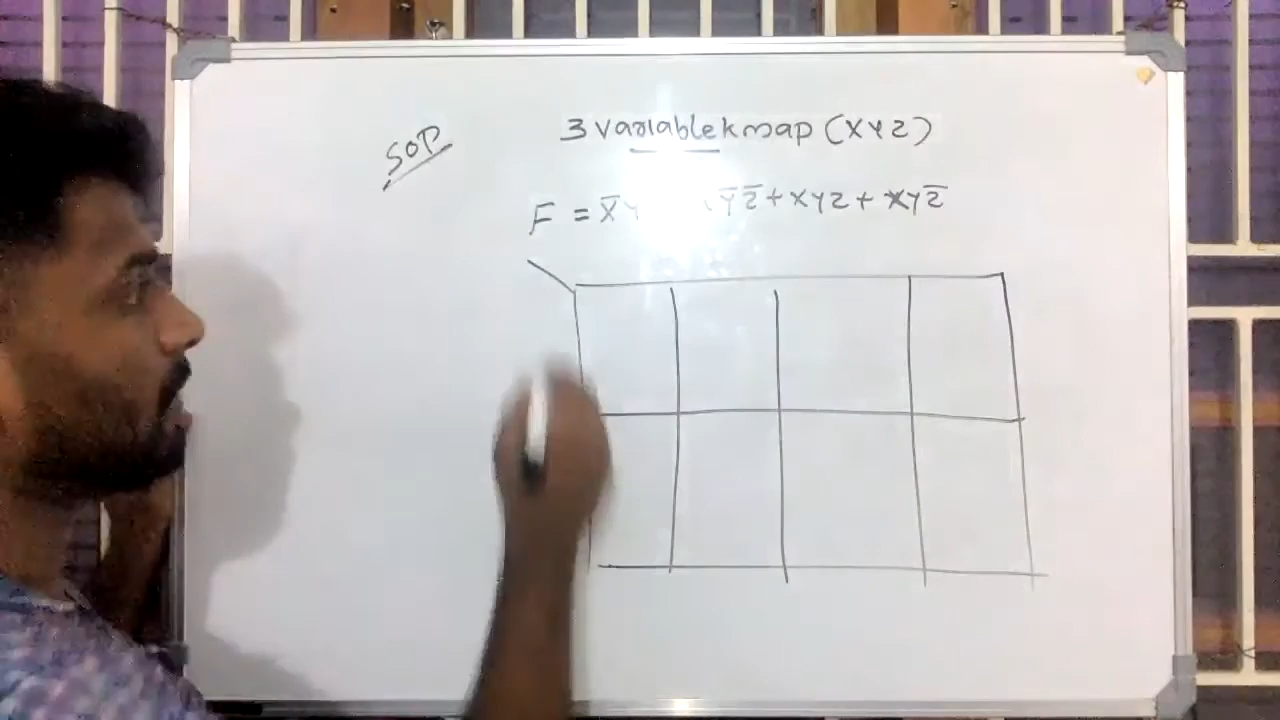 SOP
3 variable kmap (XYZ)
F = X̅Y Y̅Z̅ + XYZ + XYZ̅